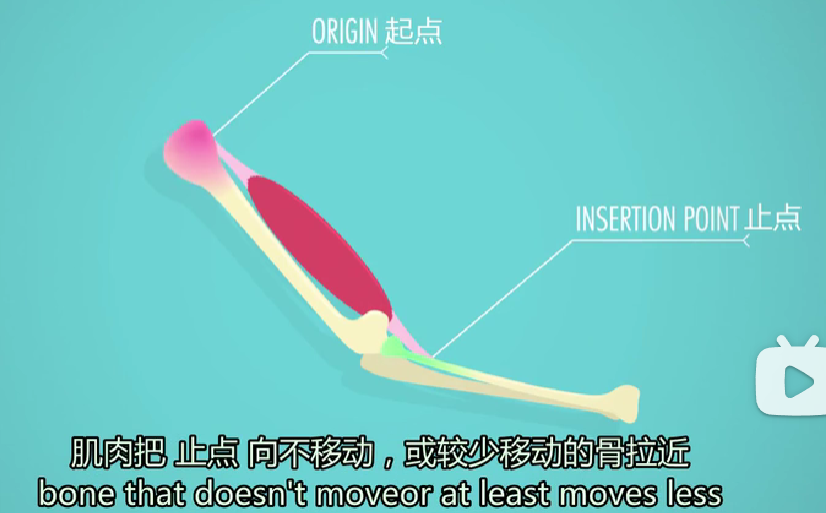 ORIGIN 起点
INSERTION POINT 止点
肌肉把 止点 向不移动，或较少移动的骨拉近
bone that doesn't moveor at least moves less